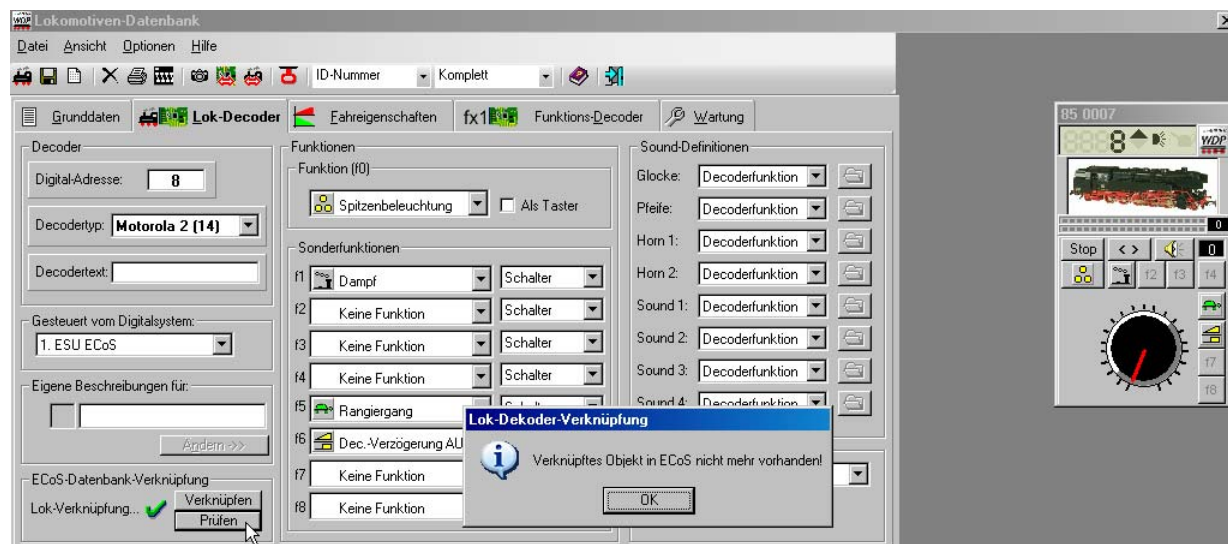 Lokomotiven-Datenbank
Datei Ansicht Optionen Hilfe
ID-Nummer Komplett
Grunddaten Lok-Decoder Fahreigenschaften fx1 Funktions-Decoder Wartung
Decoder
Digital-Adresse: 8
Decodertyp: Motorola 2 (14)
Decodertext:
Gesteuert vom Digitalsystem:
1. ESU ECoS
Eigene Beschreibungen für:
Ändern ->>
ECoS-Datenbank-Verknüpfung
Lok-Verknüpfung... Verknüpfen
Prüfen
Funktionen
Funktion (f0)
Spitzenbeleuchtung Als Taster
Sonderfunktionen
f1 Dampf Schalter
f2 Keine Funktion Schalter
f3 Keine Funktion Schalter
f4 Keine Funktion Schalter
f5 Rangiergang
f6 Dec.-Verzögerung AU
f7 Keine Funktion
f8 Keine Funktion
Sound-Definitionen
Glocke: Decoderfunktion
Pfeife: Decoderfunktion
Horn 1: Decoderfunktion
Horn 2: Decoderfunktion
Sound 1: Decoderfunktion
Sound 2: Decoderfunktion
Sound 3: Decoderfunktion
Sound 4: Decoderfunktion
Lok-Dekoder-Verknüpfung
Verknüpftes Objekt in ECoS nicht mehr vorhanden!
OK
85 0007
8 WDP
0
Stop < > 0
f2 f3 f4
f7
f8